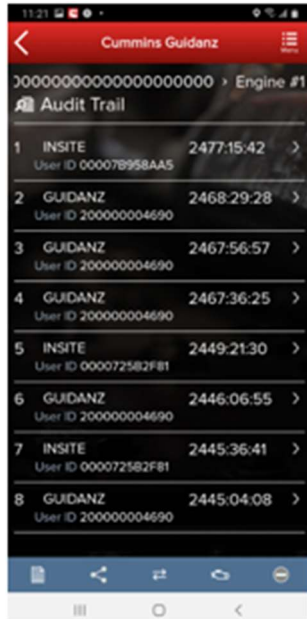 11:21
Cummins Guidanz
Menu
00000000000000000000 > Engine #1
Audit Trail
1 INSITE 2477:15:42 >
User ID 00007B958AA5
2 GUIDANZ 2468:29:28 >
User ID 200000004690
3 GUIDANZ 2467:56:57 >
User ID 200000004690
4 GUIDANZ 2467:36:25 >
User ID 200000004690
5 INSITE 2449:21:30 >
User ID 0000725B2F81
6 GUIDANZ 2446:06:55 >
User ID 200000004690
7 INSITE 2445:36:41 >
User ID 0000725B2F81
8 GUIDANZ 2445:04:08 >
User ID 200000004690